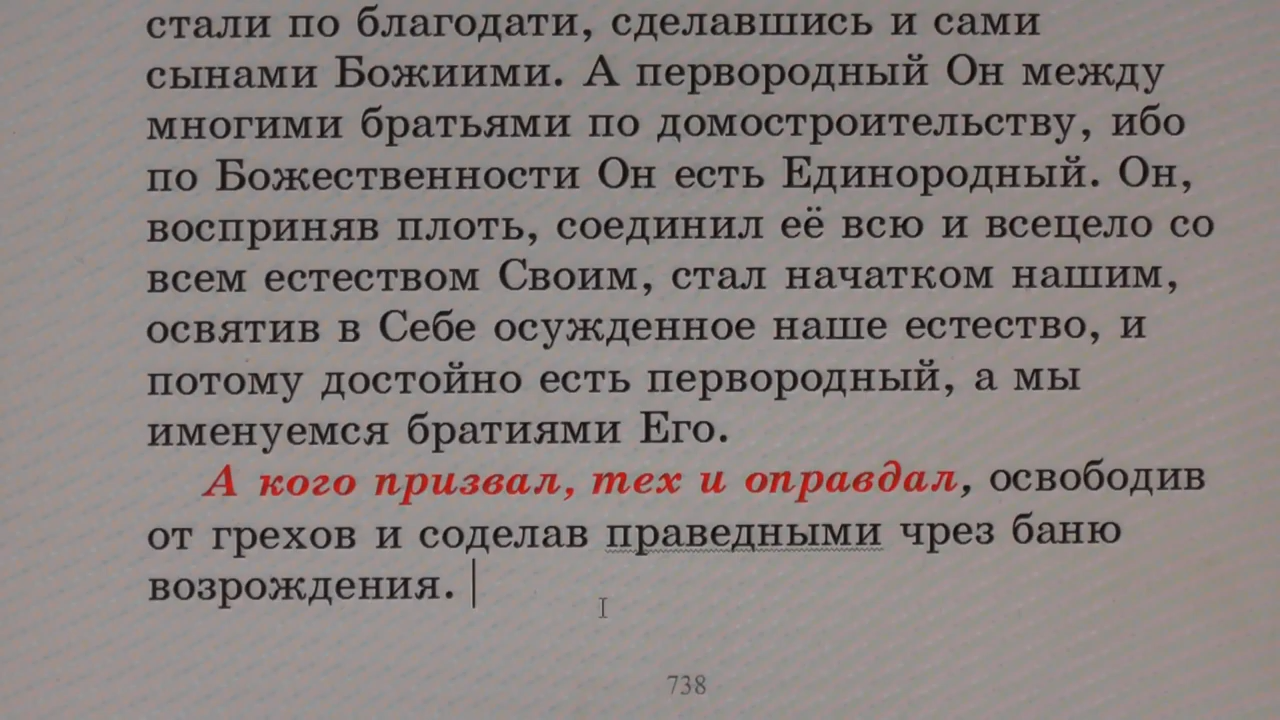 стали по благодати, сделавшись и сами
сынами Божиими. А первородный Он между
многими братьями по домостроительству, ибо
по Божественности Он есть Единородный. Он,
восприняв плоть, соединил её всю и всецело со
всем естеством Своим, стал начатком нашим,
освятив в Себе осужденное наше естество, и
потому достойно есть первородный, а мы
именуемся братиями Его.
А кого призвал, тех и оправдал, освободив
от грехов и соделав праведными чрез баню
возрождения.
738